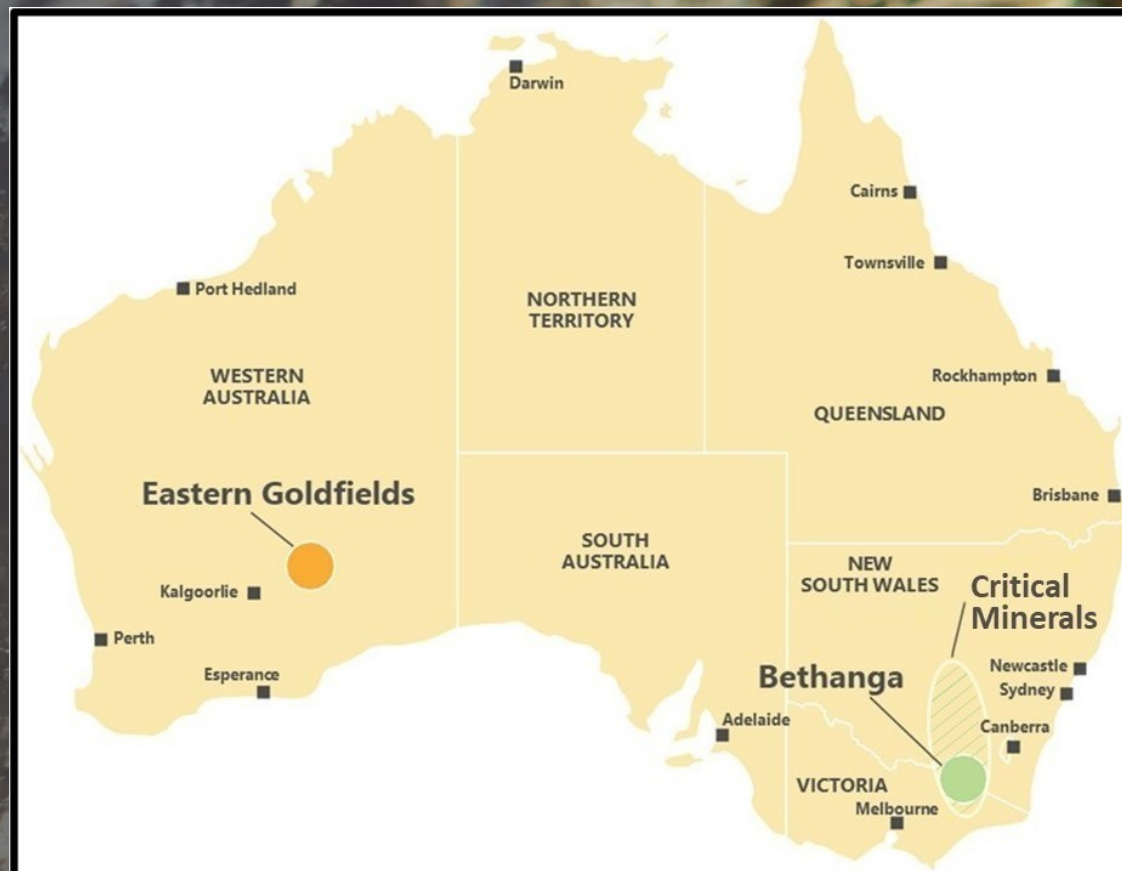 Darwin
Cairns
Townsville
Port Hedland
NORTHERN
TERRITORY
WESTERN
AUSTRALIA
Rockhampton
QUEENSLAND
Eastern Goldfields
Brisbane
SOUTH
AUSTRALIA
NEW
SOUTH WALES
Critical
Minerals
Kalgoorlie
Perth
Esperance
Newcastle
Bethanga
Sydney
Adelaide
Canberra
VICTORIA
Melbourne